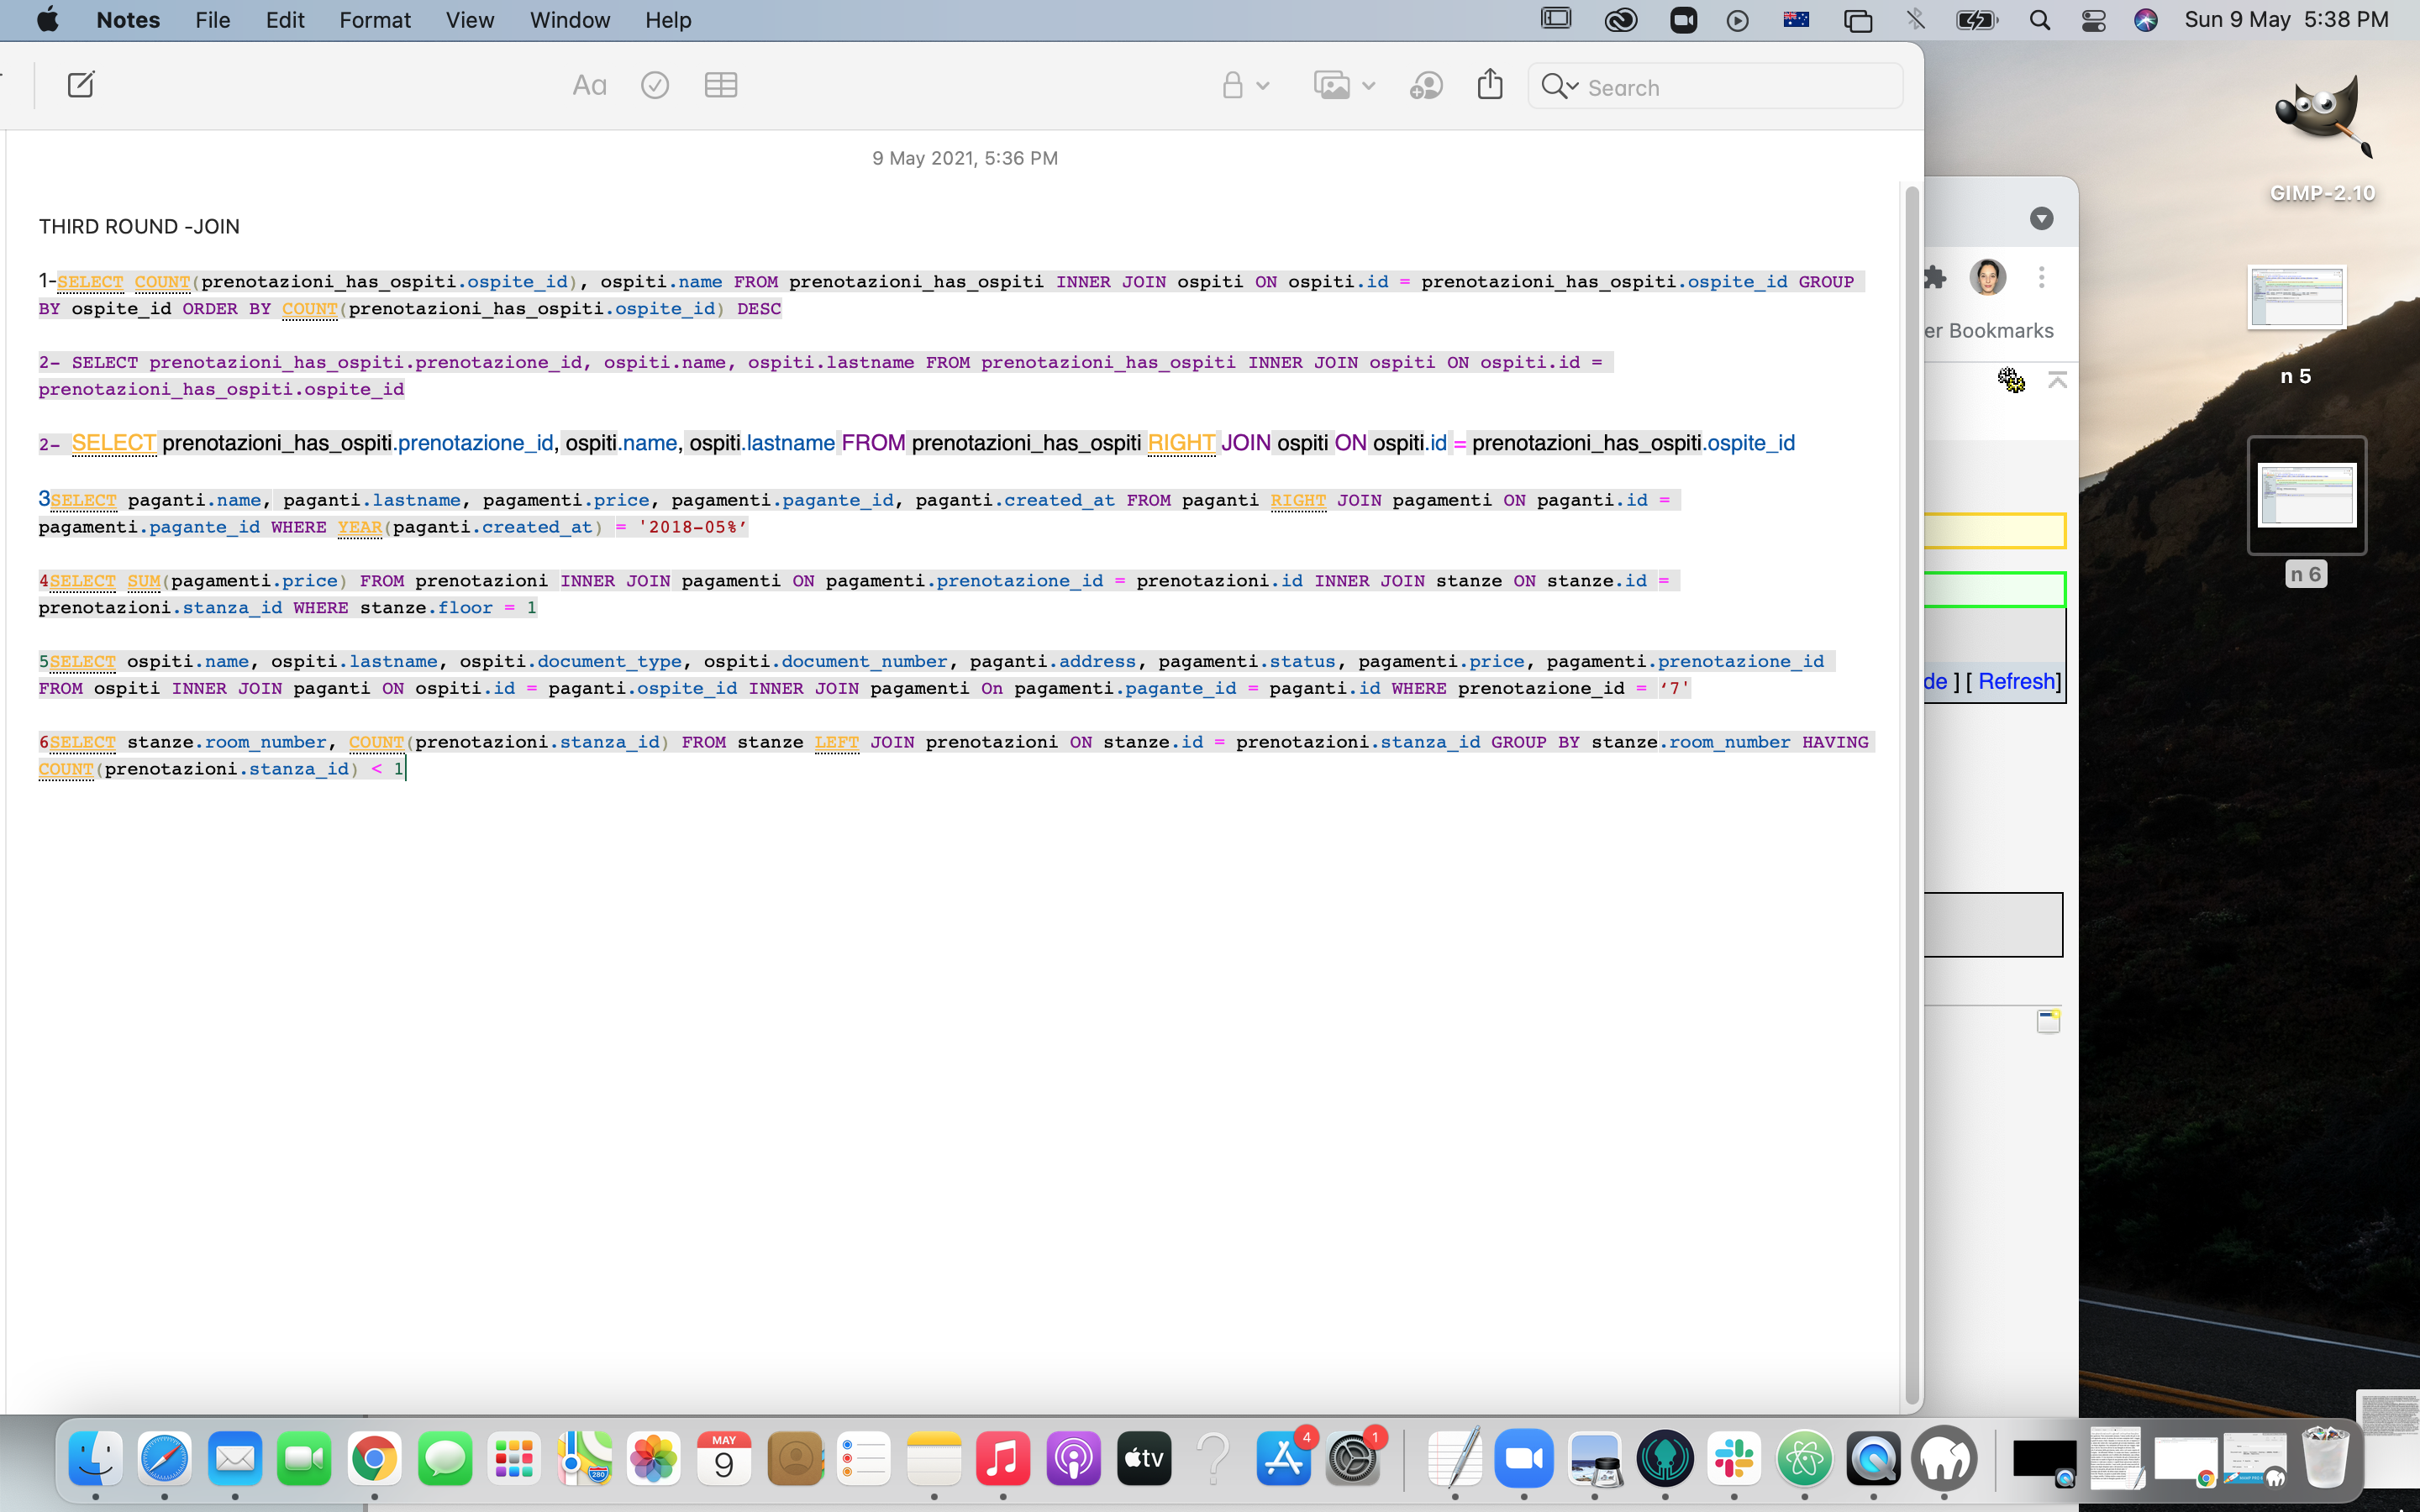 Notes File Edit Format View Window Help Sun 9 May 5:38 PM
Aa Search
9 May 2021, 5:36 PM
THIRD ROUND -JOIN
1-SELECT COUNT(prenotazioni_has_ospiti.ospite_id), ospiti.name FROM prenotazioni_has_ospiti INNER JOIN ospiti ON ospiti.id = prenotazioni_has_ospiti.ospite_id GROUP
BY ospite_id ORDER BY COUNT(prenotazioni_has_ospiti.ospite_id) DESC
2- SELECT prenotazioni_has_ospiti.prenotazione_id, ospiti.name, ospiti.lastname FROM prenotazioni_has_ospiti INNER JOIN ospiti ON ospiti.id =
prenotazioni_has_ospiti.ospite_id
2- SELECT prenotazioni_has_ospiti.prenotazione_id, ospiti.name, ospiti.lastname FROM prenotazioni_has_ospiti RIGHT JOIN ospiti ON ospiti.id = prenotazioni_has_ospiti.ospite_id
3SELECT paganti.name, paganti.lastname, pagamenti.price, pagamenti.pagante_id, paganti.created_at FROM paganti RIGHT JOIN pagamenti ON paganti.id =
pagamenti.pagante_id WHERE YEAR(paganti.created_at) = '2018-05%’
4SELECT SUM(pagamenti.price) FROM prenotazioni INNER JOIN pagamenti ON pagamenti.prenotazione_id = prenotazioni.id INNER JOIN stanze ON stanze.id =
prenotazioni.stanza_id WHERE stanze.floor = 1
5SELECT ospiti.name, ospiti.lastname, ospiti.document_type, ospiti.document_number, paganti.address, pagamenti.status, pagamenti.price, pagamenti.prenotazione_id
FROM ospiti INNER JOIN paganti ON ospiti.id = paganti.ospite_id INNER JOIN pagamenti On pagamenti.pagante_id = paganti.id WHERE prenotazione_id = ‘7'
6SELECT stanze.room_number, COUNT(prenotazioni.stanza_id) FROM stanze LEFT JOIN prenotazioni ON stanze.id = prenotazioni.stanza_id GROUP BY stanze.room_number HAVING
COUNT(prenotazioni.stanza_id) < 1
er Bookmarks
de ] [ Refresh]
GIMP-2.10
n 5
n 6
MAY
9
280
tv
4
1